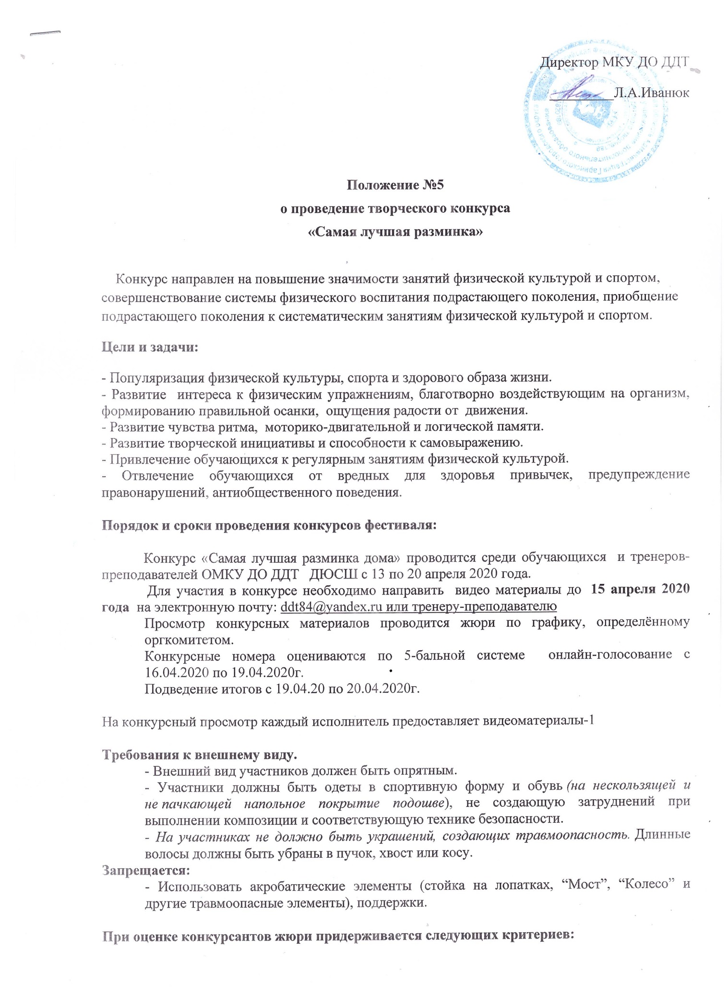 Директор МКУ ДО ДДТ
Л.А.Иванюк
Положение №5
о проведение творческого конкурса
«Самая лучшая разминка»
Конкурс направлен на повышение значимости занятий физической культурой и спортом,
совершенствование системы физического воспитания подрастающего поколения, приобщение
подрастающего поколения к систематическим занятиям физической культурой и спортом.
Цели и задачи:
- Популяризация физической культуры, спорта и здорового образа жизни.
- Развитие интереса к физическим упражнениям, благотворно воздействующим на организм,
формированию правильной осанки, ощущения радости от движения.
- Развитие чувства ритма, моторико-двигательной и логической памяти.
- Развитие творческой инициативы и способности к самовыражению.
- Привлечение обучающихся к регулярным занятиям физической культурой.
- Отвлечение обучающихся от вредных для здоровья привычек, предупреждение
правонарушений, антиобщественного поведения.
Порядок и сроки проведения конкурсов фестиваля:
Конкурс «Самая лучшая разминка дома» проводится среди обучающихся и тренеров-
преподавателей ОМКУ ДО ДДТ ДЮСШ с 13 по 20 апреля 2020 года.
Для участия в конкурсе необходимо направить видео материалы до 15 апреля 2020
года на электронную почту: ddt84@yandex.ru или тренеру-преподавателю
Просмотр конкурсных материалов проводится жюри по графику, определённому
оргкомитетом.
Конкурсные номера оцениваются по 5-бальной системе онлайн-голосование с
16.04.2020 по 19.04.2020г.
Подведение итогов с 19.04.20 по 20.04.2020г.
На конкурсный просмотр каждый исполнитель предоставляет видеоматериалы-1
Требования к внешнему виду.
- Внешний вид участников должен быть опрятным.
- Участники должны быть одеты в спортивную форму и обувь (на нескользящей и
не пачкающей напольное покрытие подошве), не создающую затруднений при
выполнении композиции и соответствующую технике безопасности.
- На участниках не должно быть украшений, создающих травмоопасность. Длинные
волосы должны быть убраны в пучок, хвост или косу.
Запрещается:
- Использовать акробатические элементы (стойка на лопатках, “Мост”, “Колесо” и
другие травмоопасные элементы), поддержки.
При оценке конкурсантов жюри придерживается следующих критериев: